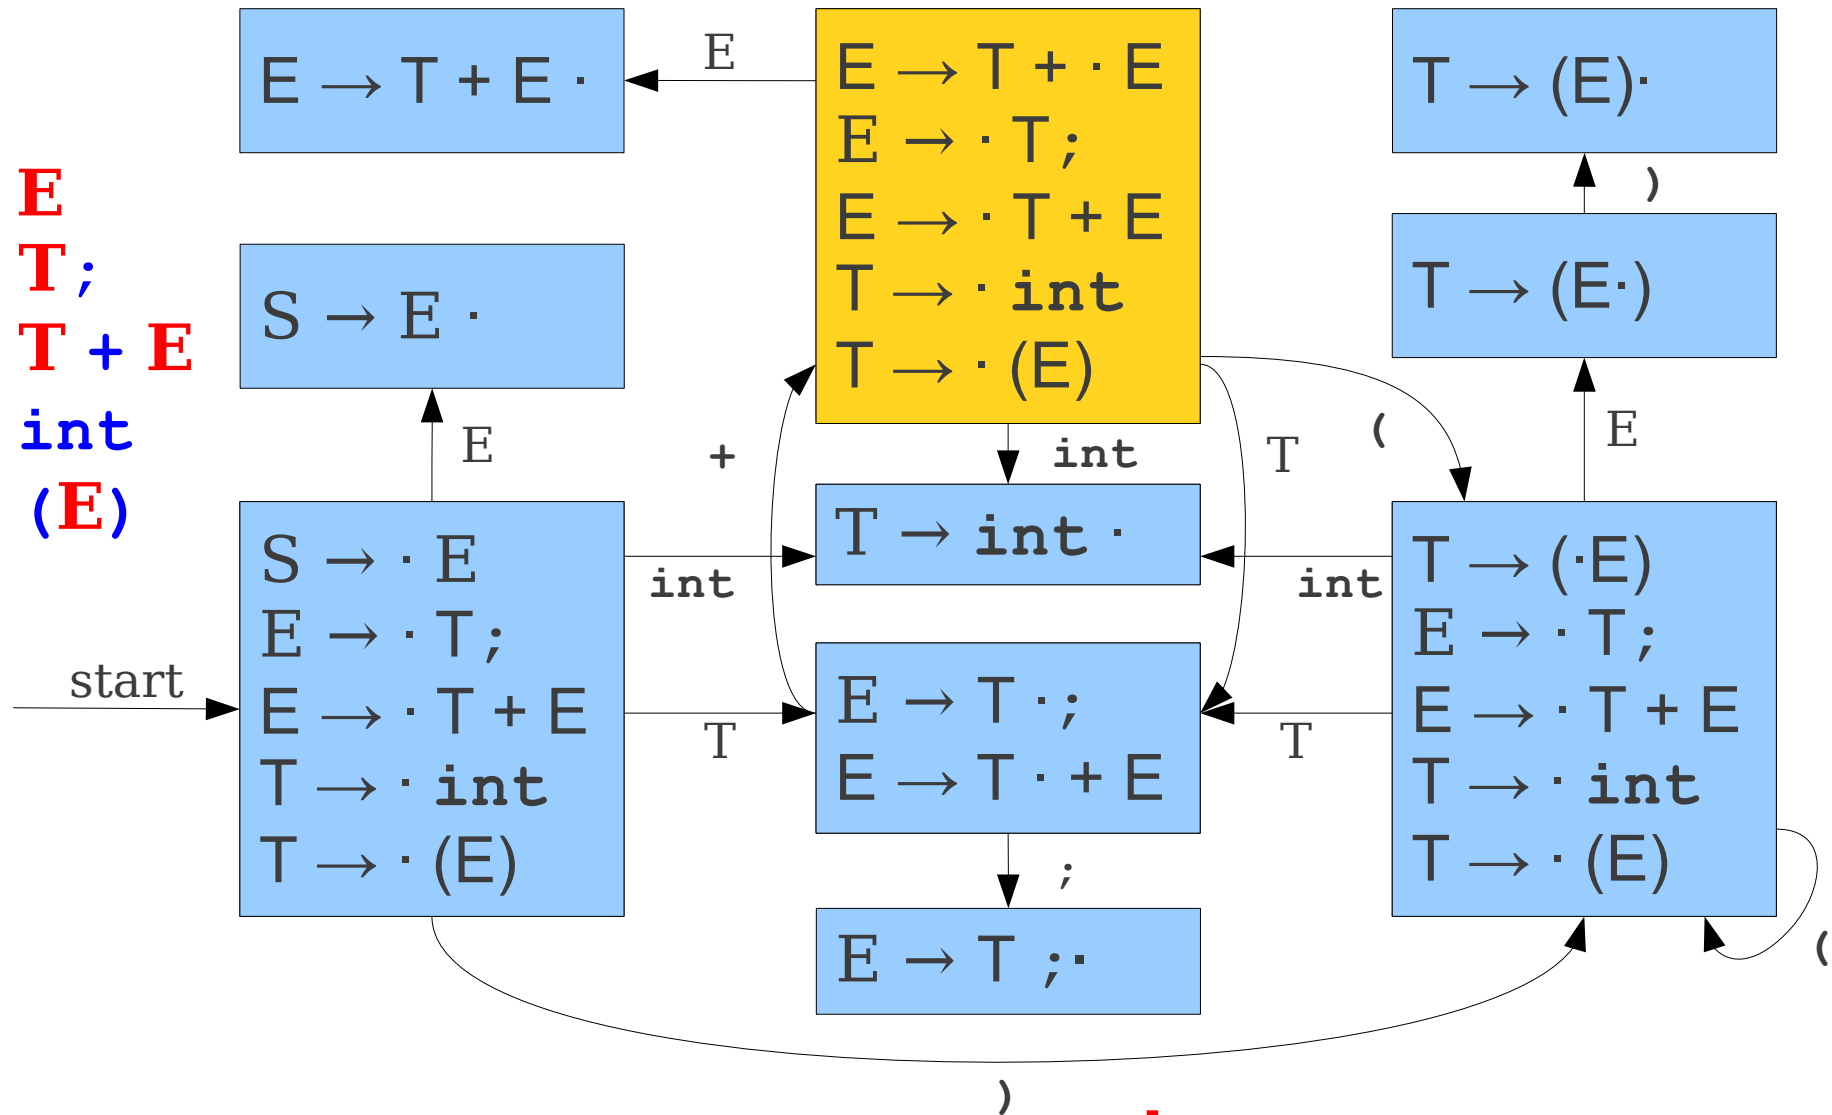 E
T ;
T + E
int
(E)
E → T + E ·
E
E → T + · E
E → · T ;
E → · T + E
T → · int
T → · (E)
T → (E)·
)
T → (E·)
S → E ·
E
+
int
T
(
E
start
S → · E
E → · T ;
E → · T + E
T → · int
T → · (E)
int
T
T → int ·
E → T · ;
E → T · + E
;
E → T ;·
int
T
T → (·E)
E → · T ;
E → · T + E
T → · int
T → · (E)
(
)